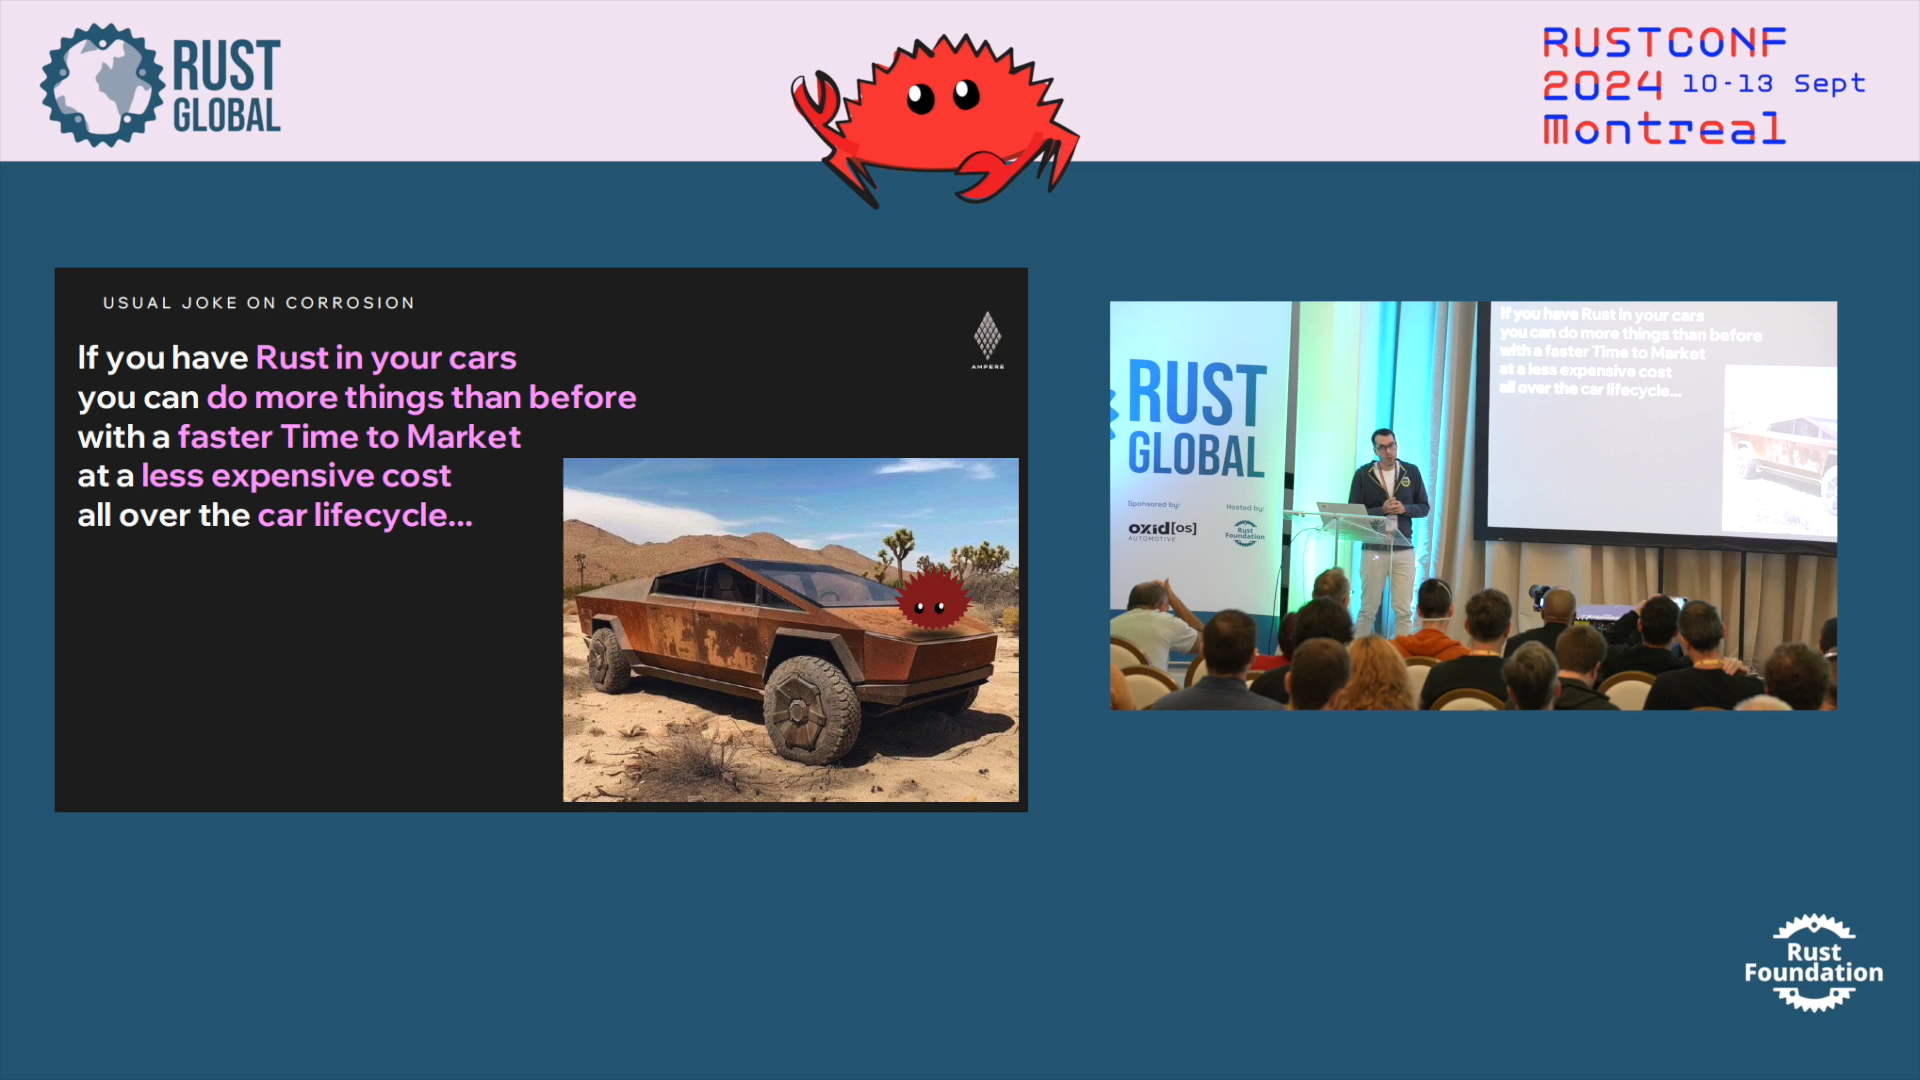 RUST
GLOBAL
RUSTCONF
2024 10-13 Sept
Montreal
USUAL JOKE ON CORROSION
If you have Rust in your cars
you can do more things than before
with a faster Time to Market
at a less expensive cost
all over the car lifecycle...
AMPERE
RUST
GLOBAL
Sponsored by:
oxid[os]
AUTOMOTIVE
Hosted by:
Rust
Foundation
If you have Rust in your cars
you can do more things than before
with a faster Time to Market
at a less expensive cost
all over the car lifecycle...
Rust
Foundation